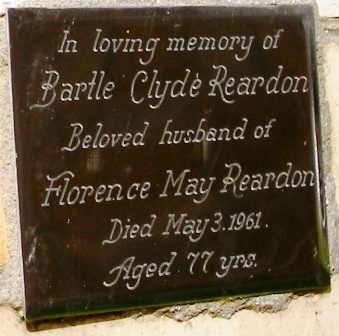 In loving memory of
Bartle Clyde Reardon
Beloved husband of
Florence May Reardon
Died May 3. 1961.
Aged 77 yrs.